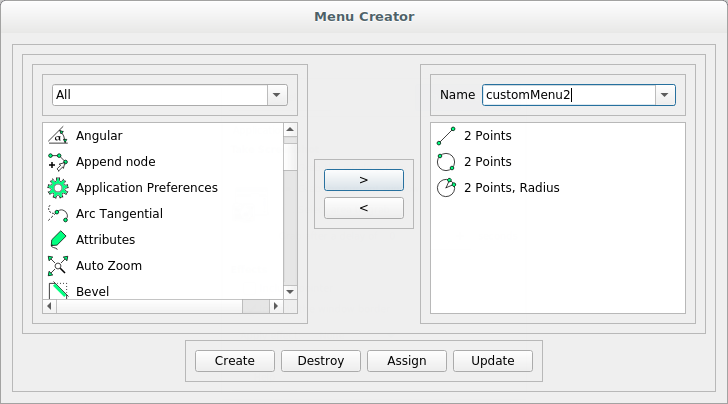 Menu Creator
All
Name customMenu2
Angular
Append node
Application Preferences
Arc Tangential
Attributes
Auto Zoom
Bevel
>
<
2 Points
2 Points
2 Points, Radius
Create Destroy Assign Update